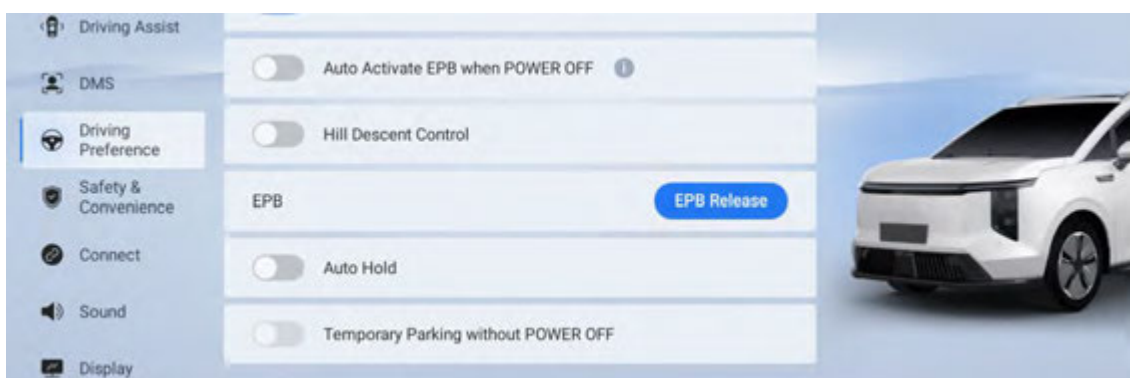 Driving Assist
DMS
Driving
Preference
Safety &
Convenience
Connect
Sound
Display
Auto Activate EPB when POWER OFF
Hill Descent Control
EPB
EPB Release
Auto Hold
Temporary Parking without POWER OFF